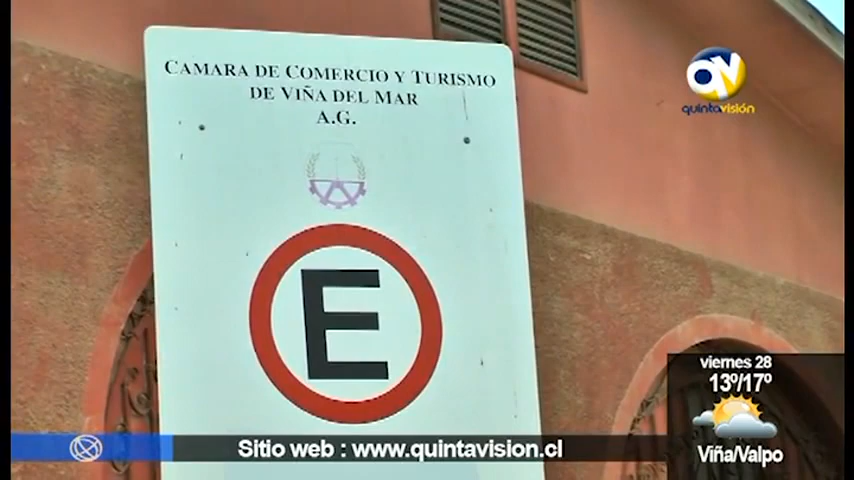 CAMARA DE COMERCIO Y TURISMO
DE VIÑA DEL MAR
A.G.
E
QV
quintavisión
viernes 28
13º/17º
Viña/Valpo
Sitio web : www.quintavision.cl